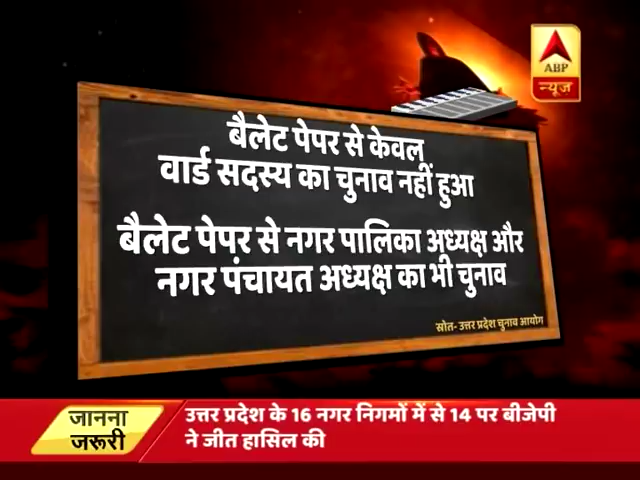 ABP
न्यूज़
बैलेट पेपर से केवल
वार्ड सदस्य का चुनाव नहीं हुआ
बैलेट पेपर से नगर पालिका अध्यक्ष और
नगर पंचायत अध्यक्ष का भी चुनाव
स्रोत- उत्तर प्रदेश चुनाव आयोग
जानना
जरूरी
उत्तर प्रदेश के 16 नगर निगमों में से 14 पर बीजेपी
ने जीत हासिल की